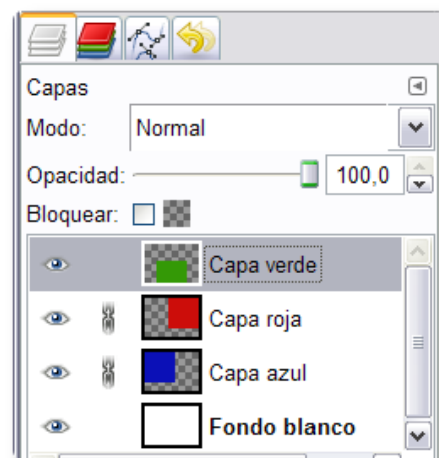 Capas
Modo: Normal
Opacidad: 100,0
Bloquear:
Capa verde
Capa roja
Capa azul
Fondo blanco